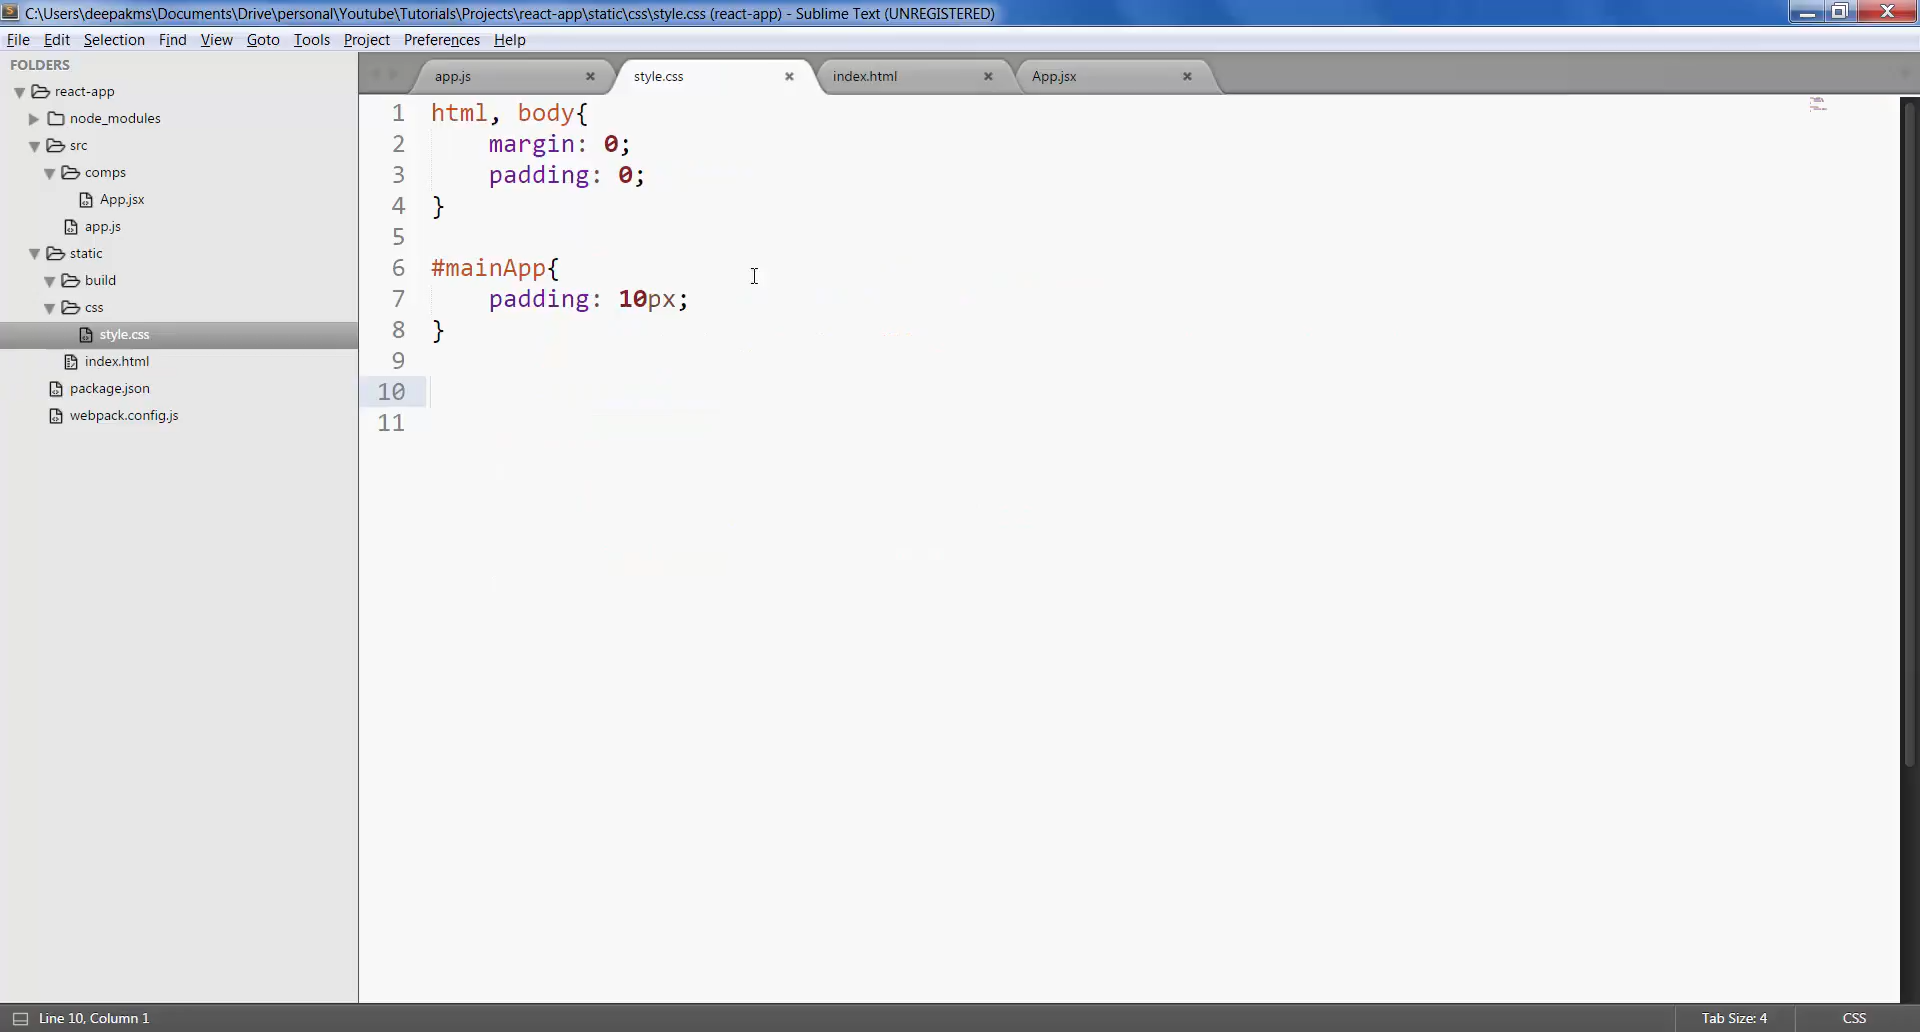 C:\Users\deepakms\Documents\Drive\personal\Youtube\Tutorials\Projects\react-app\static\css\style.css (react-app) - Sublime Text (UNREGISTERED)
File Edit Selection Find View Goto Tools Project Preferences Help
FOLDERS
react-app
node_modules
src
comps
App.jsx
app.js
static
build
css
style.css
index.html
package.json
webpack.config.js
app.js style.css index.html App.jsx
1 html, body{
2 margin: 0;
3 padding: 0;
4 }
5
6 #mainApp{
7 padding: 10px;
8 }
9
10
11
Line 10, Column 1 Tab Size: 4 CSS